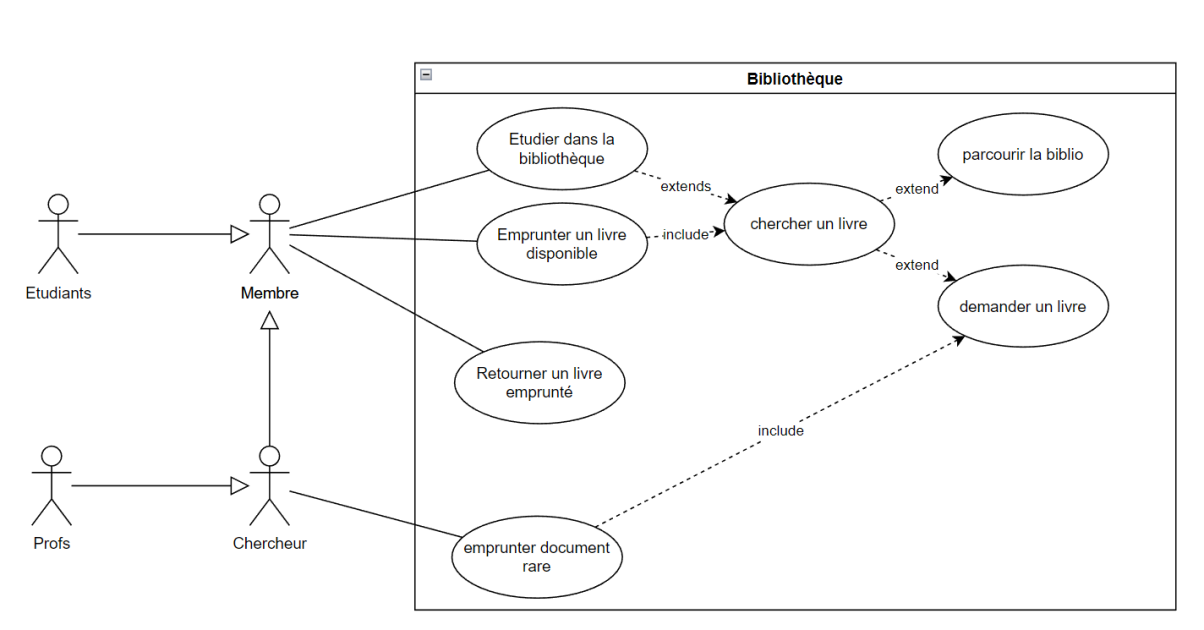 Bibliothèque
Etudier dans la
bibliothèque
parcourir la biblio
extends
extend
chercher un livre
Emprunter un livre
disponible
include
extend
Etudiants
Membre
demander un livre
Retourner un livre
emprunté
include
Profs
Chercheur
emprunter document
rare